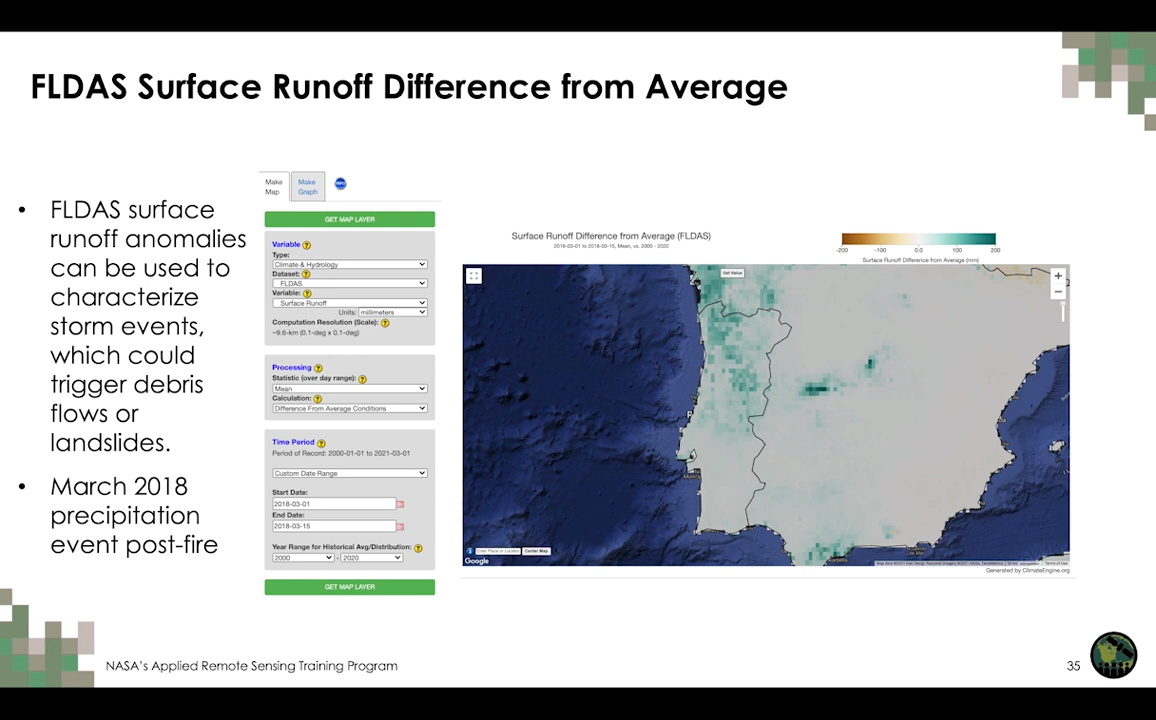 FLDAS Surface Runoff Difference from Average
• FLDAS surface
runoff anomalies
can be used to
characterize
storm events,
which could
trigger debris
flows or
landslides.
• March 2018
precipitation
event post-fire
Make
Map
Make
Graph
INFO
GET MAP LAYER
Variable ?
Type:
Climate & Hydrology
Dataset: ?
FLDAS
Variable: ?
Surface Runoff
Units: millimeters
Computation Resolution (Scale): ?
~9.6-km (0.1-deg x 0.1-deg)
Processing ?
Statistic (over day range): ?
Mean
Calculation: ?
Difference From Average Conditions
Time Period ?
Period of Record: 2000-01-01 to 2021-03-01
Custom Date Range
Start Date:
2018-03-01
End Date:
2018-03-15
Year Range for Historical Avg/Distribution: ?
2000 - 2020
GET MAP LAYER
Surface Runoff Difference from Average (FLDAS)
2018-03-01 to 2018-03-15, Mean, vs. 2000 - 2020
-200 -100 0.0 100 200
Surface Runoff Difference from Average (mm)
Get Value
+
−
Enter Place or Location Center Map
Google
Terms of Use
Generated by ClimateEngine.org
NASA's Applied Remote Sensing Training Program
35